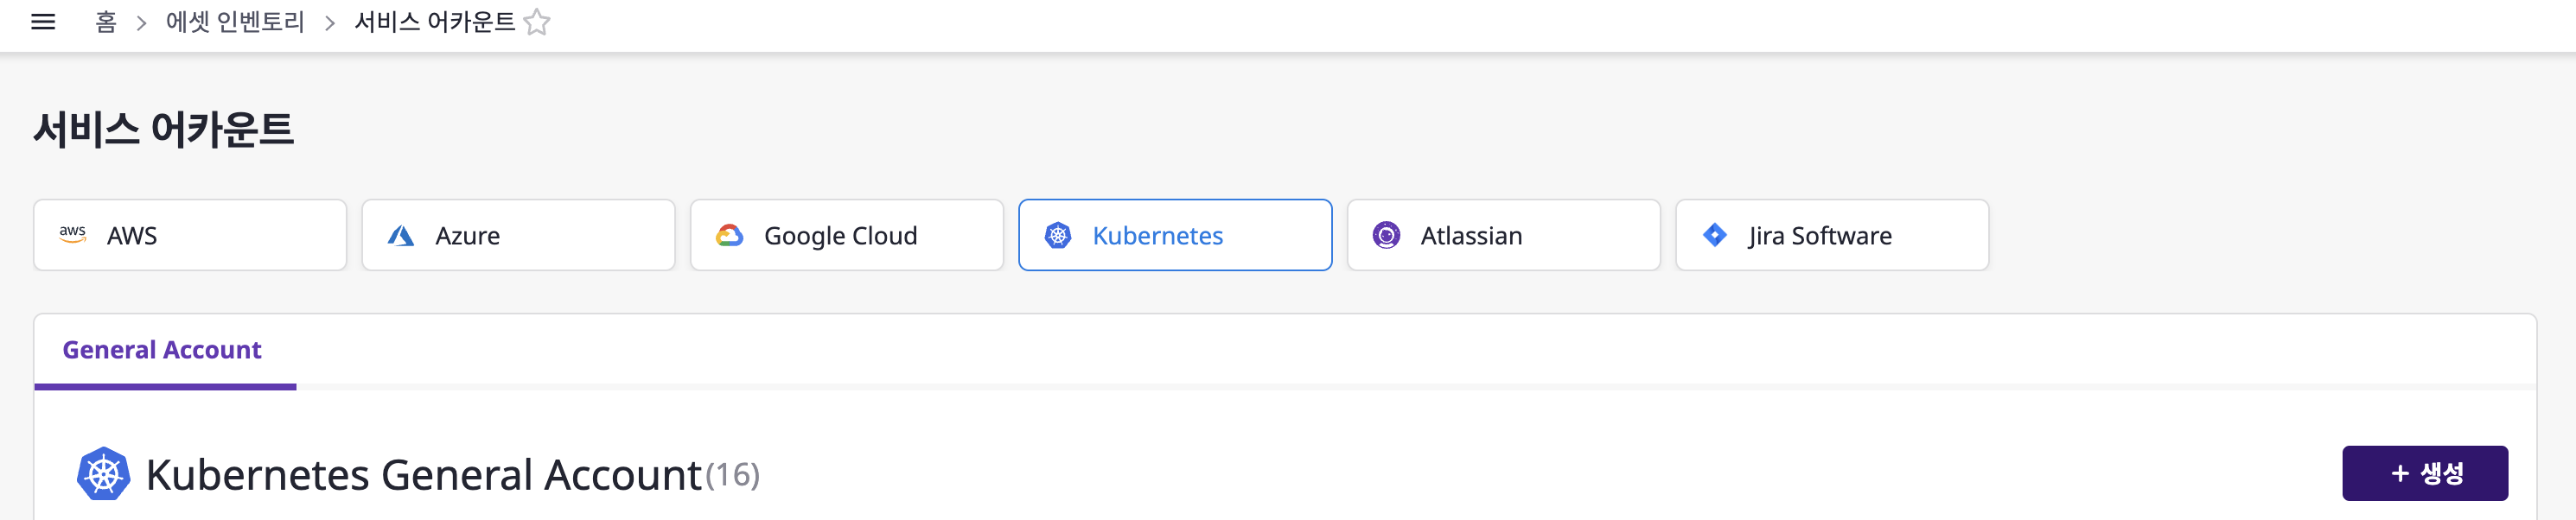 홈 > 에셋 인벤토리 > 서비스 어카운트
서비스 어카운트
aws AWS Azure Google Cloud Kubernetes Atlassian Jira Software
General Account
Kubernetes General Account (16) + 생성